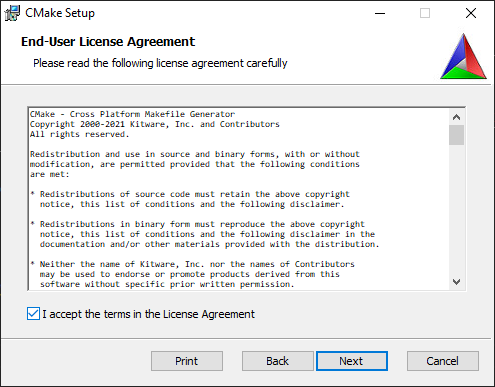 CMake Setup
End-User License Agreement
Please read the following license agreement carefully
CMake - Cross Platform Makefile Generator
Copyright 2000-2021 Kitware, Inc. and Contributors
All rights reserved.
Redistribution and use in source and binary forms, with or without
modification, are permitted provided that the following conditions
are met:
* Redistributions of source code must retain the above copyright
notice, this list of conditions and the following disclaimer.
* Redistributions in binary form must reproduce the above copyright
notice, this list of conditions and the following disclaimer in the
documentation and/or other materials provided with the distribution.
* Neither the name of Kitware, Inc. nor the names of Contributors
may be used to endorse or promote products derived from this
software without specific prior written permission.
I accept the terms in the License Agreement
Print Back Next Cancel